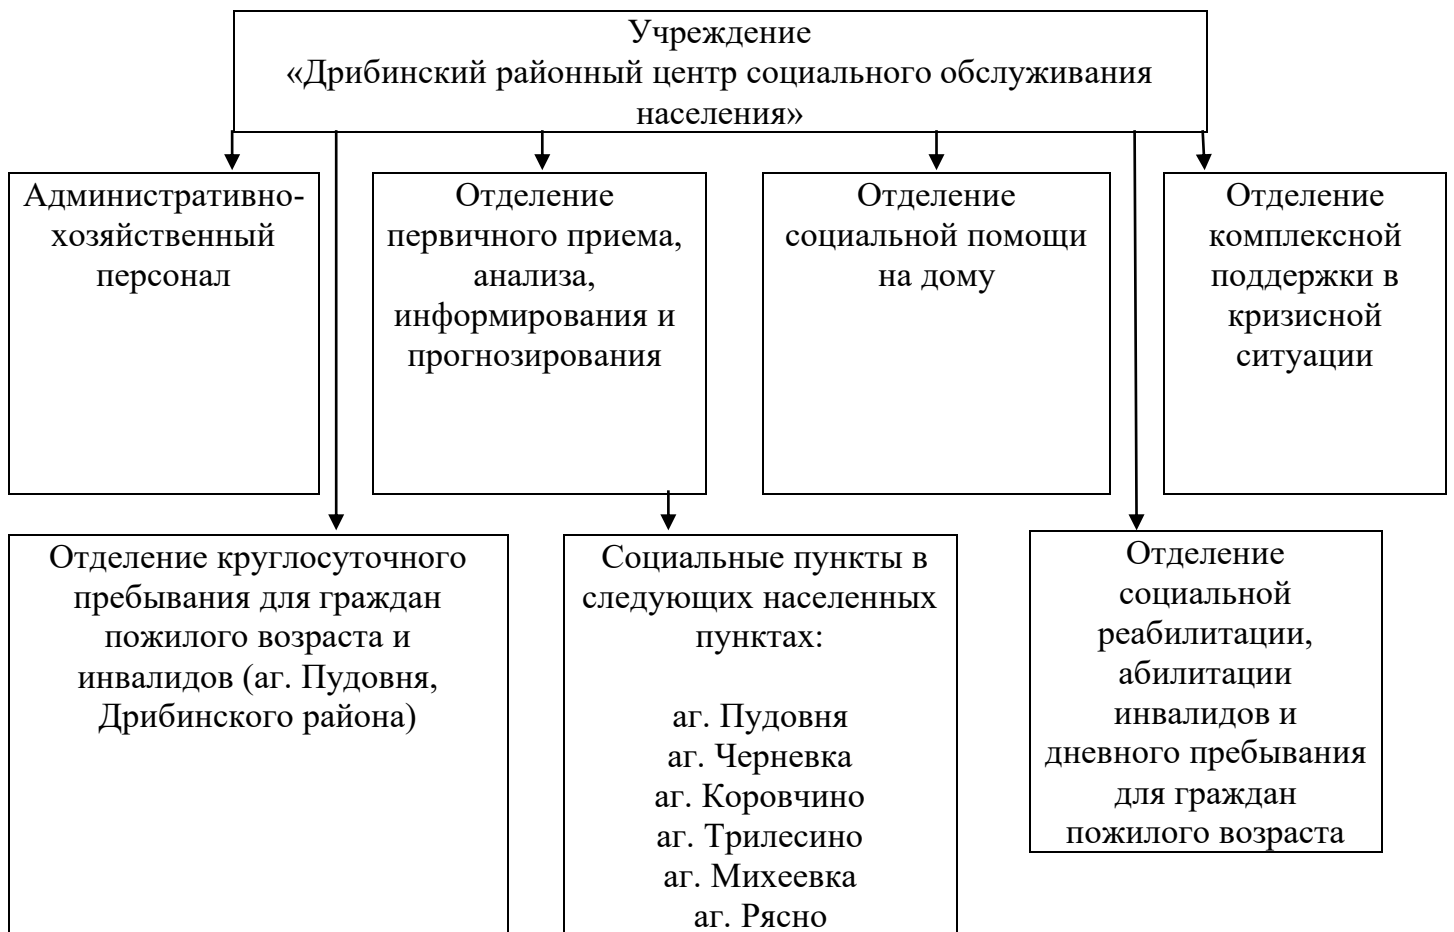 Учреждение
«Дрибинский районный центр социального обслуживания
населения»
Административно-
хозяйственный
персонал
Отделение
первичного приема,
анализа,
информирования и
прогнозирования
Отделение
социальной помощи
на дому
Отделение
комплексной
поддержки в
кризисной
ситуации
Отделение круглосуточного
пребывания для граждан
пожилого возраста и
инвалидов (аг. Пудовня,
Дрибинского района)
Социальные пункты в
следующих населенных
пунктах:
аг. Пудовня
аг. Черневка
аг. Коровчино
аг. Трилесино
аг. Михеевка
аг. Рясно
Отделение
социальной
реабилитации,
абилитации
инвалидов и
дневного пребывания
для граждан
пожилого возраста